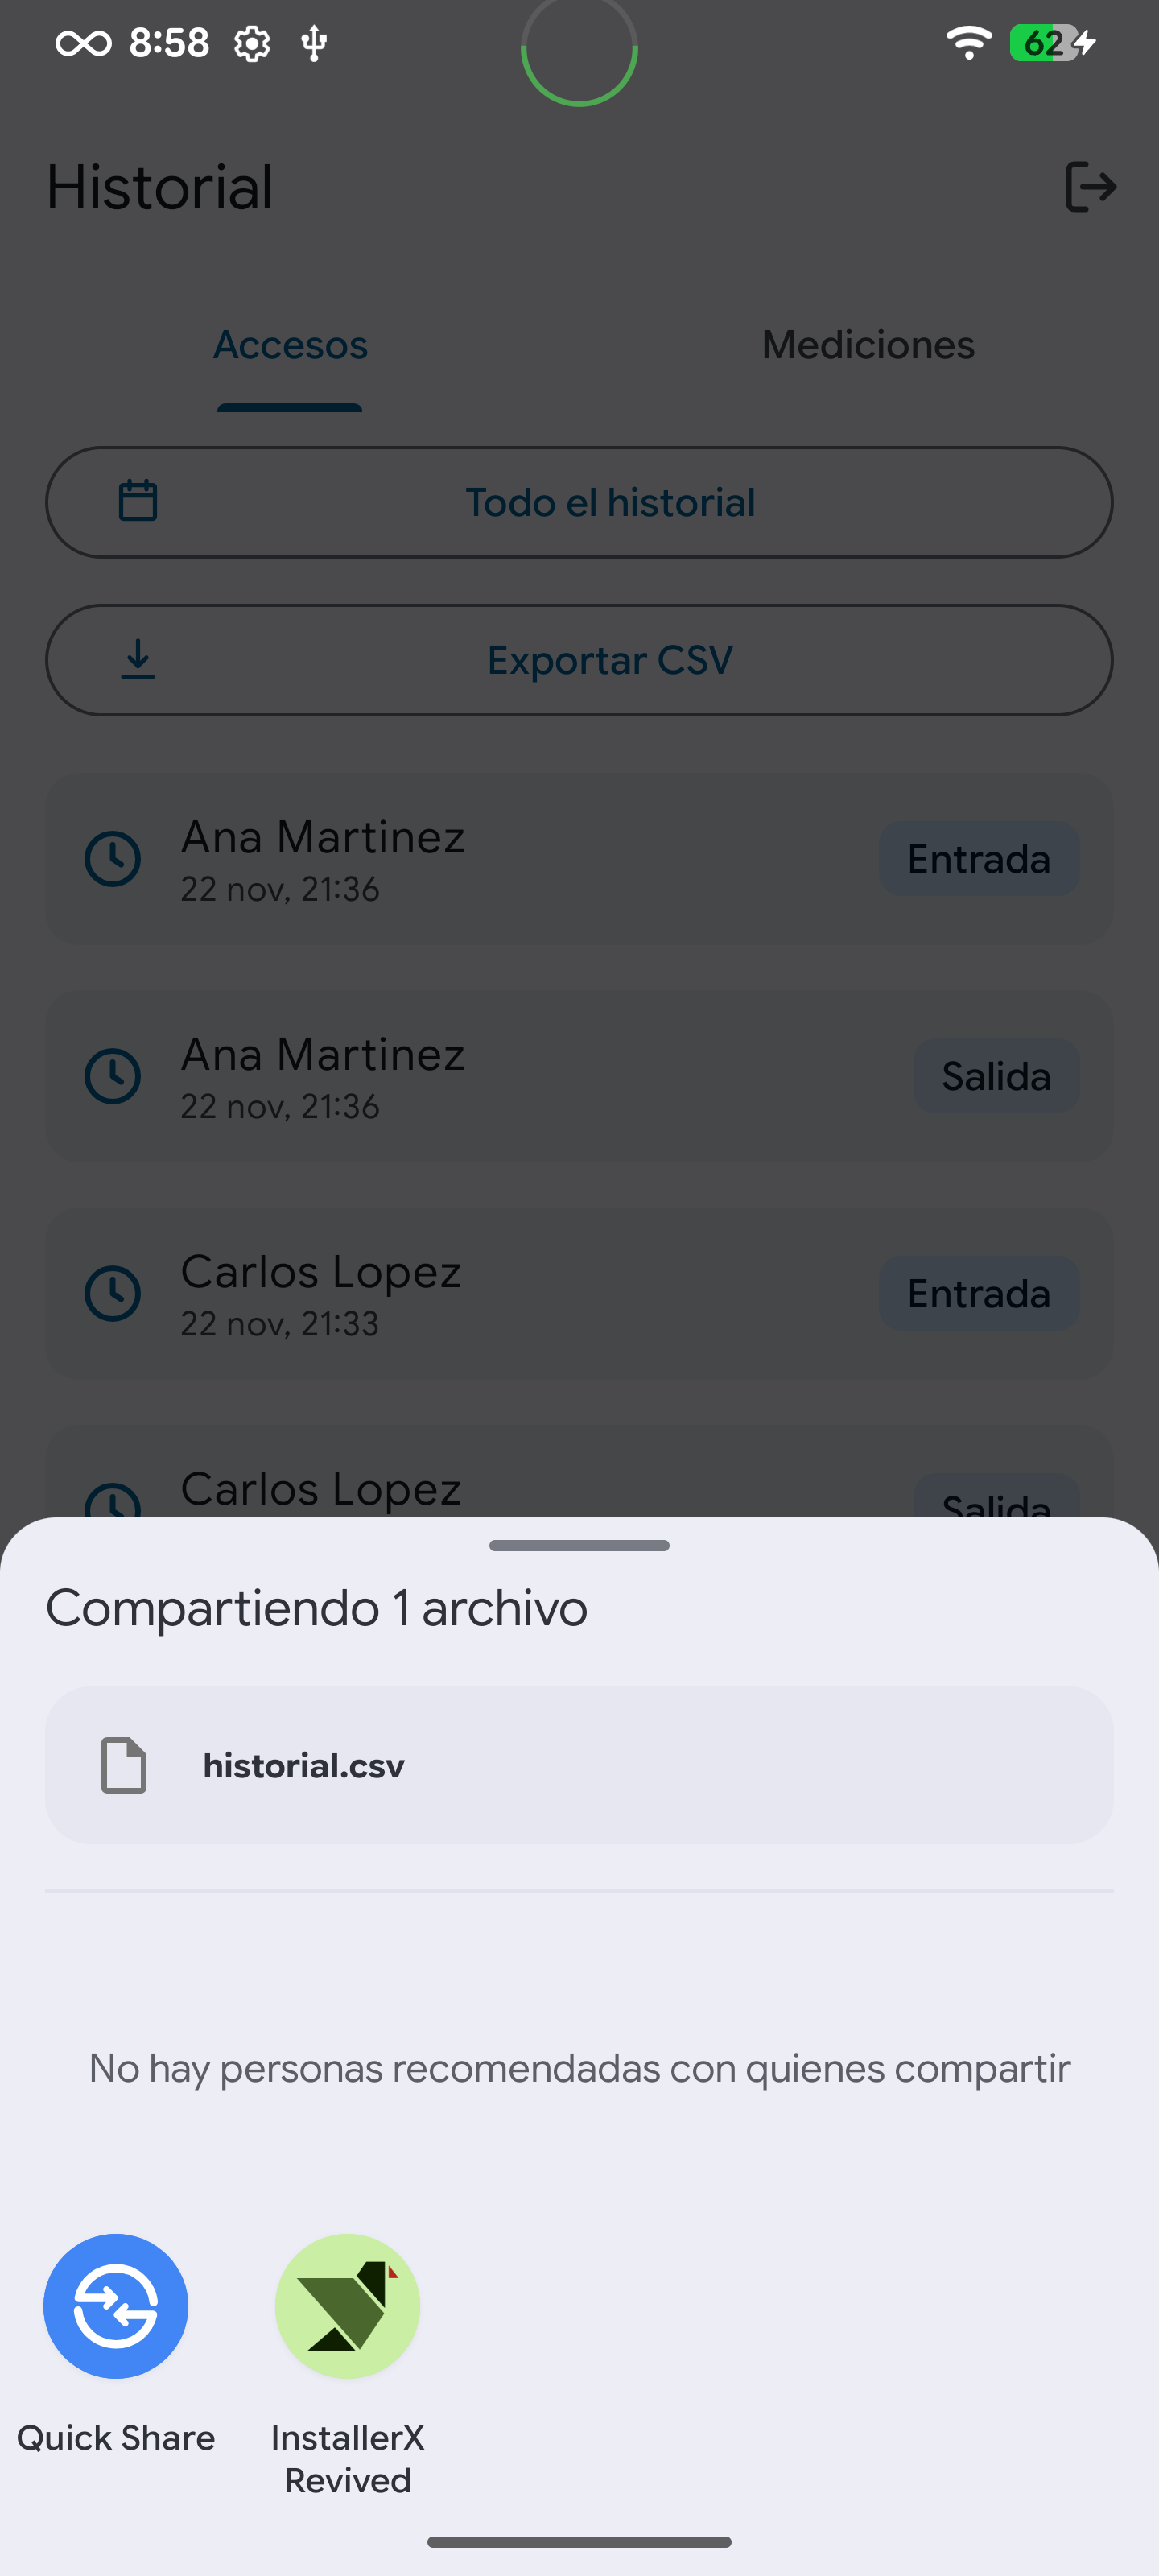 8:58
62
Historial
Accesos
Mediciones
Todo el historial
Exportar CSV
Ana Martinez
22 nov, 21:36
Entrada
Ana Martinez
22 nov, 21:36
Salida
Carlos Lopez
22 nov, 21:33
Entrada
Carlos Lopez
Salida
Compartiendo 1 archivo
historial.csv
No hay personas recomendadas con quienes compartir
Quick Share
InstallerX
Revived